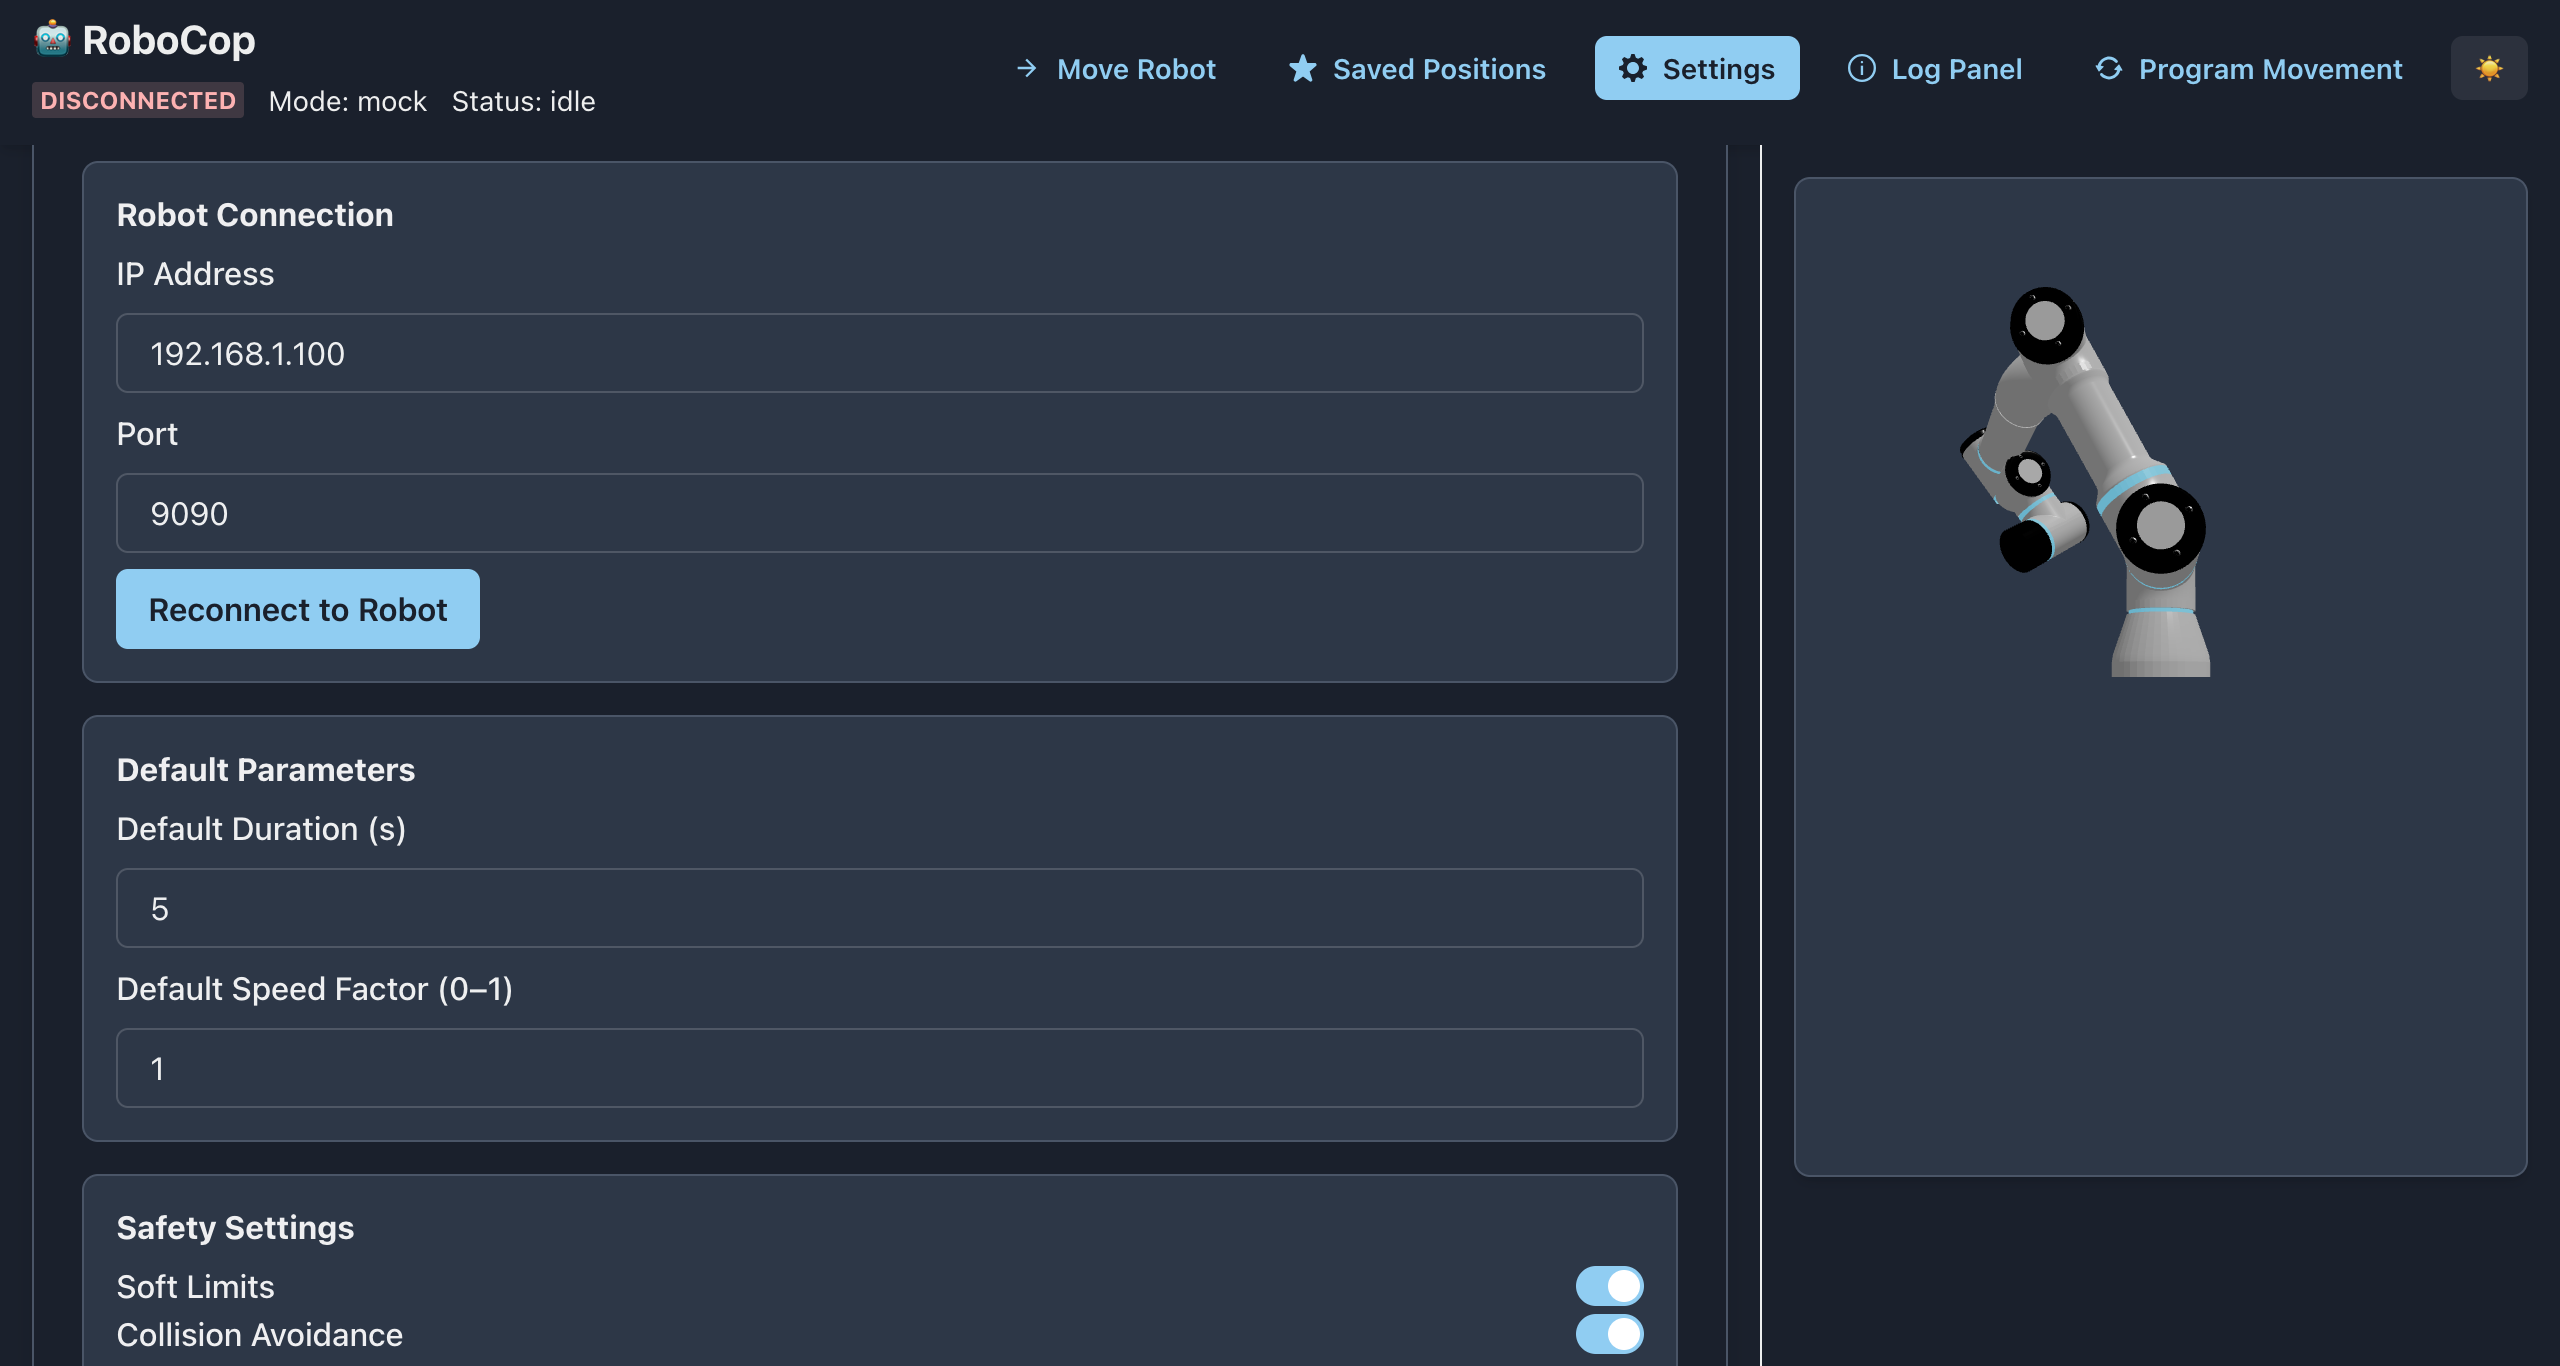 RoboCop
DISCONNECTED Mode: mock Status: idle
Move Robot Saved Positions Settings Log Panel Program Movement
Robot Connection
IP Address
192.168.1.100
Port
9090
Reconnect to Robot
Default Parameters
Default Duration (s)
5
Default Speed Factor (0–1)
1
Safety Settings
Soft Limits
Collision Avoidance